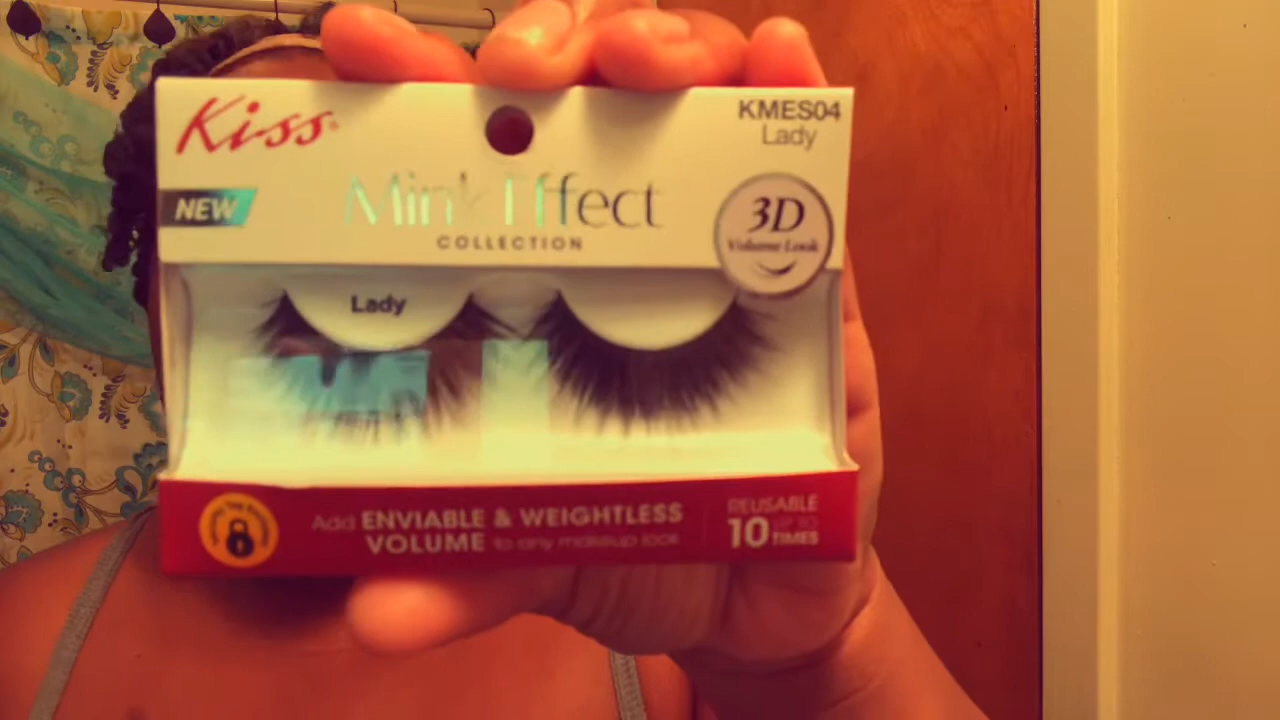 Kiss
KMES04
Lady
NEW
Mink Effect
COLLECTION
3D
Volume Look
Lady
Add ENVIABLE & WEIGHTLESS
VOLUME to any makeup look
REUSABLE
10 UP TO
TIMES